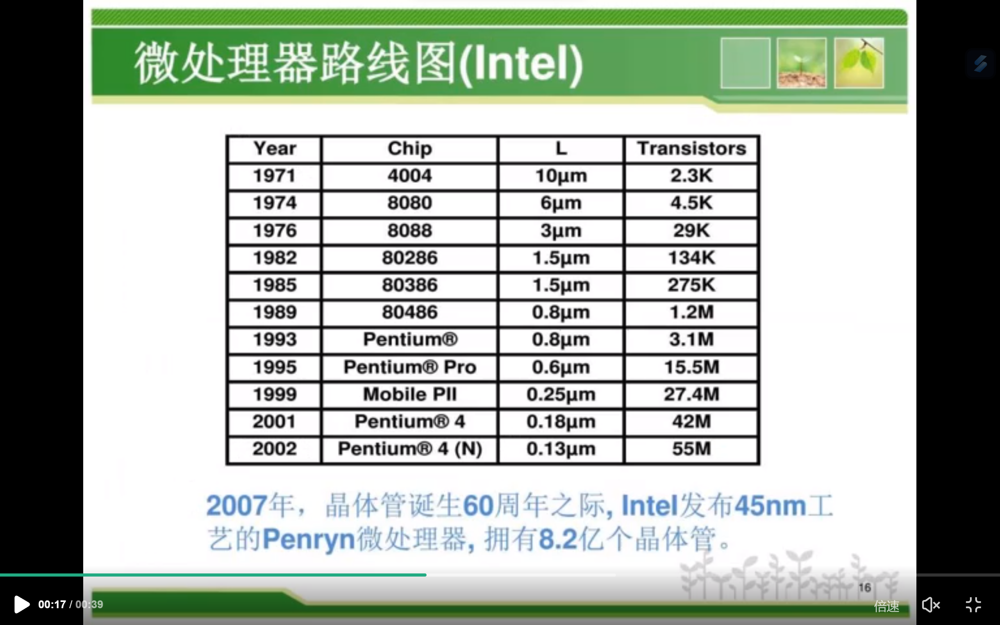 微处理器路线图(Intel)
Year Chip L Transistors
1971 4004 10µm 2.3K
1974 8080 6µm 4.5K
1976 8088 3µm 29K
1982 80286 1.5µm 134K
1985 80386 1.5µm 275K
1989 80486 0.8µm 1.2M
1993 Pentium® 0.8µm 3.1M
1995 Pentium® Pro 0.6µm 15.5M
1999 Mobile PII 0.25µm 27.4M
2001 Pentium® 4 0.18µm 42M
2002 Pentium® 4 (N) 0.13µm 55M
2007年，晶体管诞生60周年之际, Intel发布45nm工
艺的Penryn微处理器, 拥有8.2亿个晶体管。
16
00:17 / 00:39
倍速